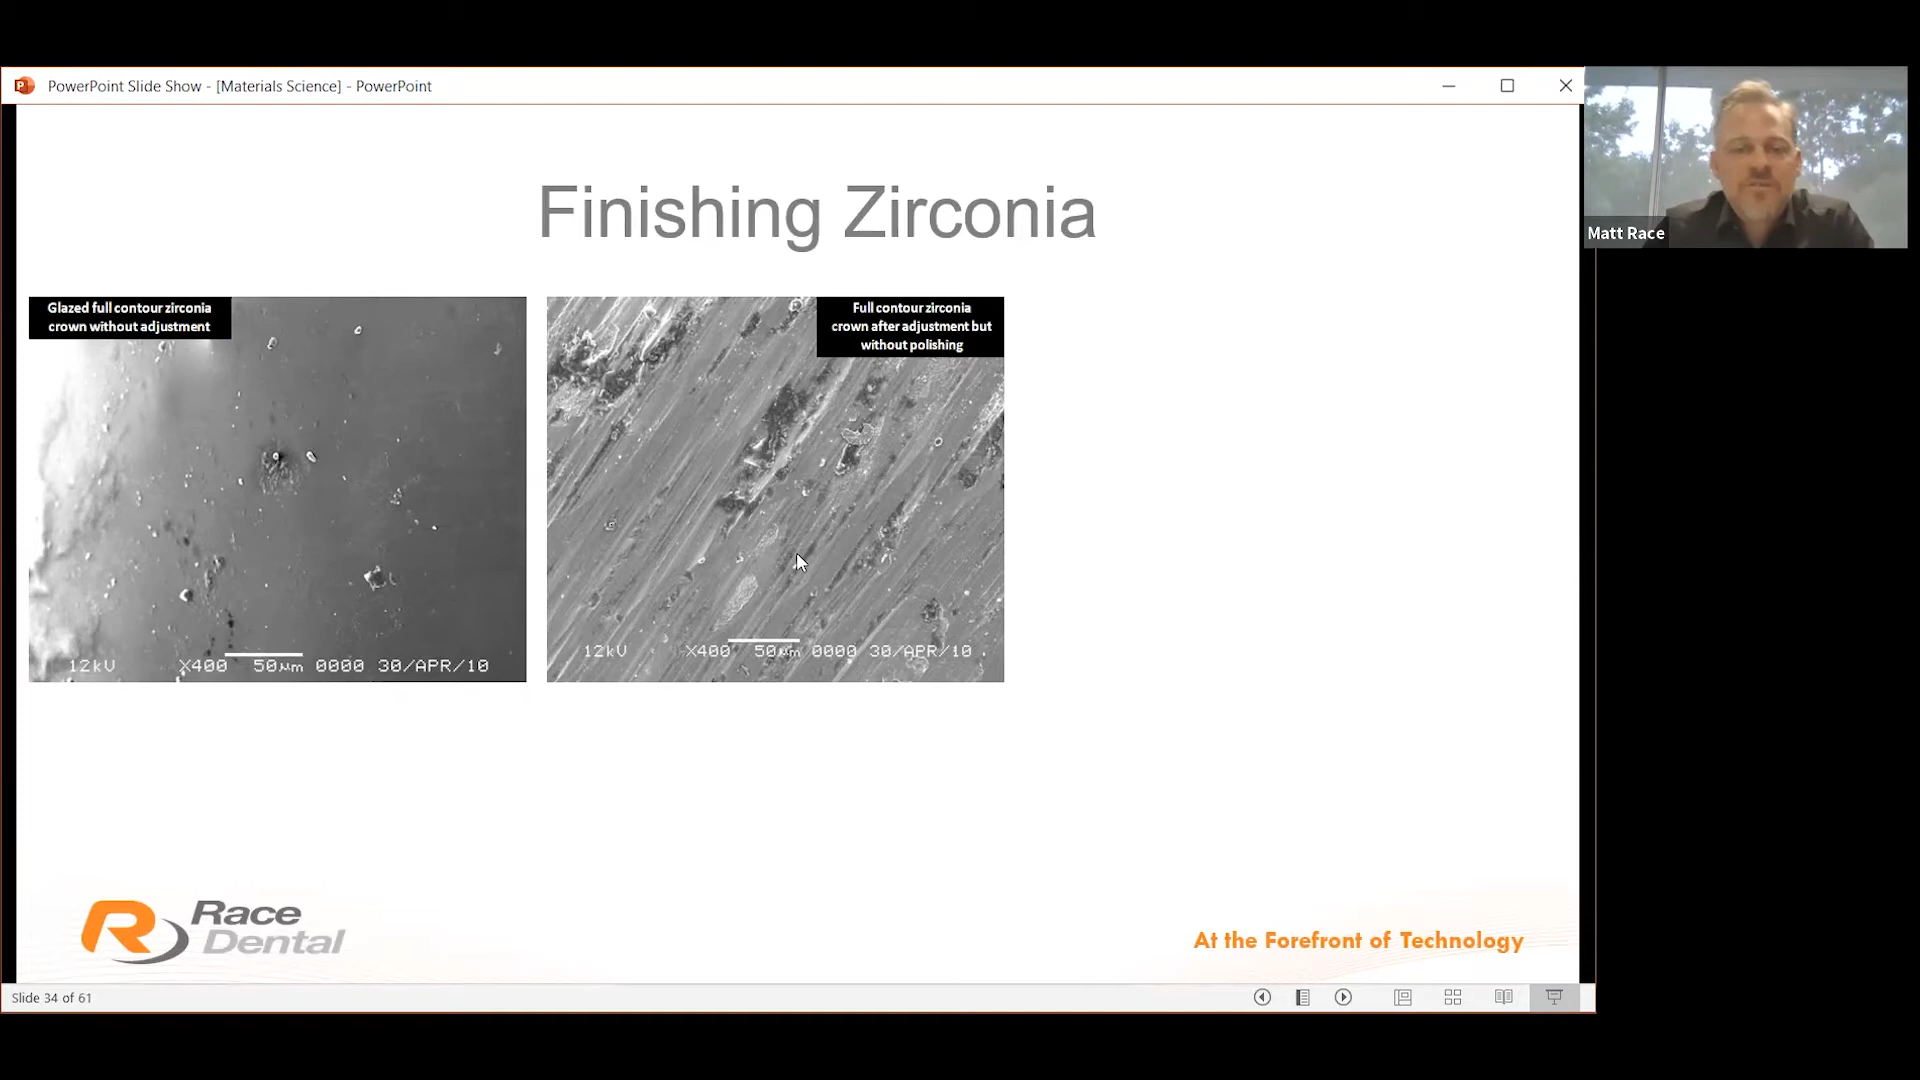 PowerPoint Slide Show - [Materials Science] - PowerPoint
Matt Race
Finishing Zirconia
Glazed full contour zirconia
crown without adjustment
12kV X400 50µm 0000 30/APR/10
Full contour zirconia
crown after adjustment but
without polishing
12kV X400 50µm 0000 30/APR/10
R
Race
Dental
At the Forefront of Technology
Slide 34 of 61